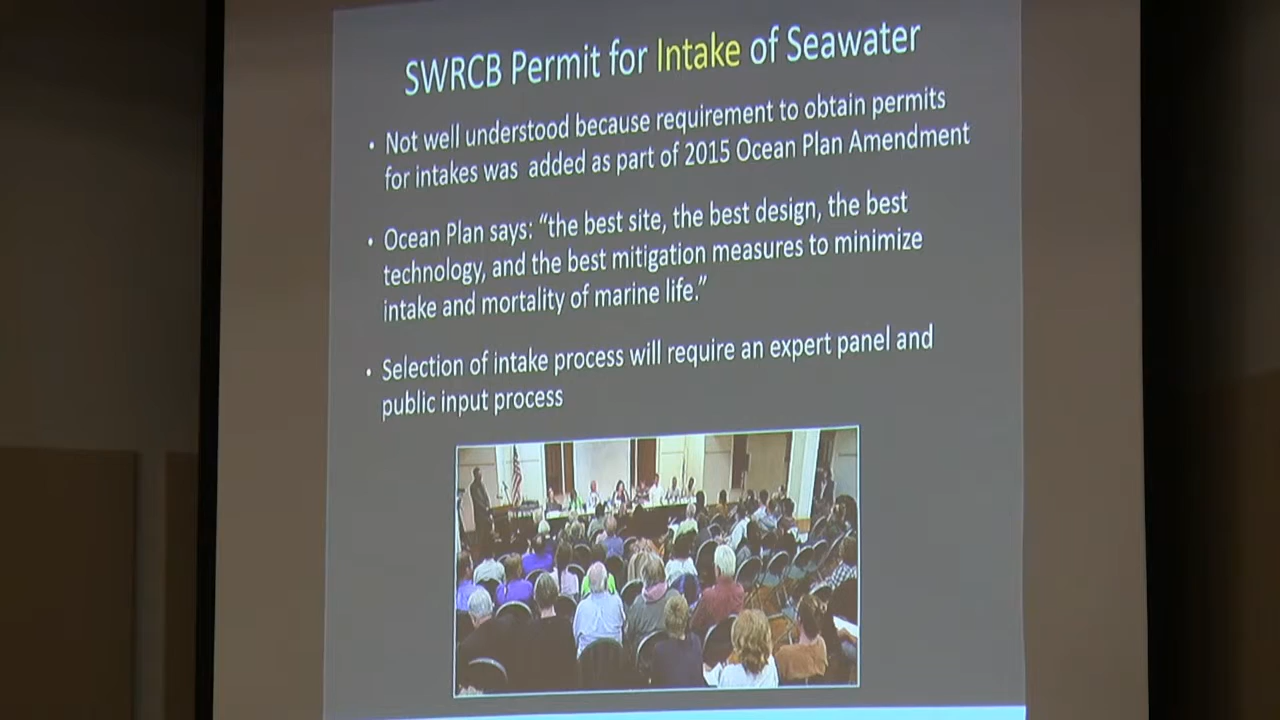 SWRCB Permit for Intake of Seawater
• Not well understood because requirement to obtain permits
for intakes was added as part of 2015 Ocean Plan Amendment
• Ocean Plan says: “the best site, the best design, the best
technology, and the best mitigation measures to minimize
intake and mortality of marine life.”
• Selection of intake process will require an expert panel and
public input process